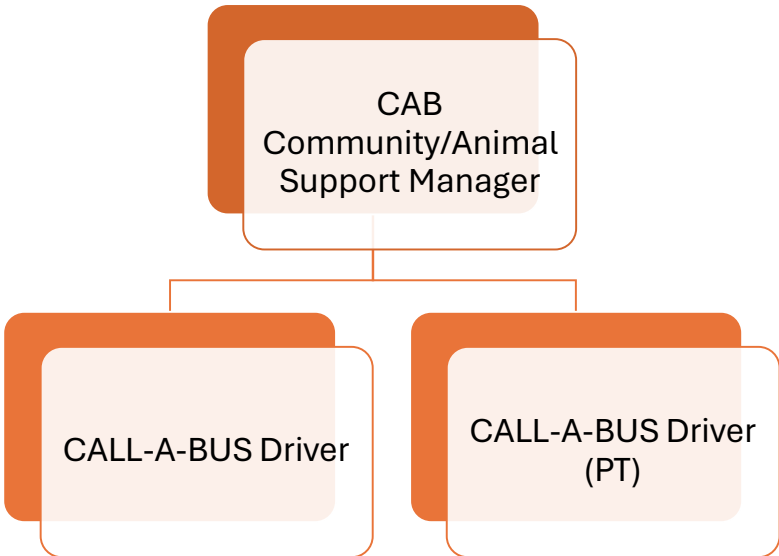 CAB
Community/Animal
Support Manager
CALL-A-BUS Driver
CALL-A-BUS Driver
(PT)